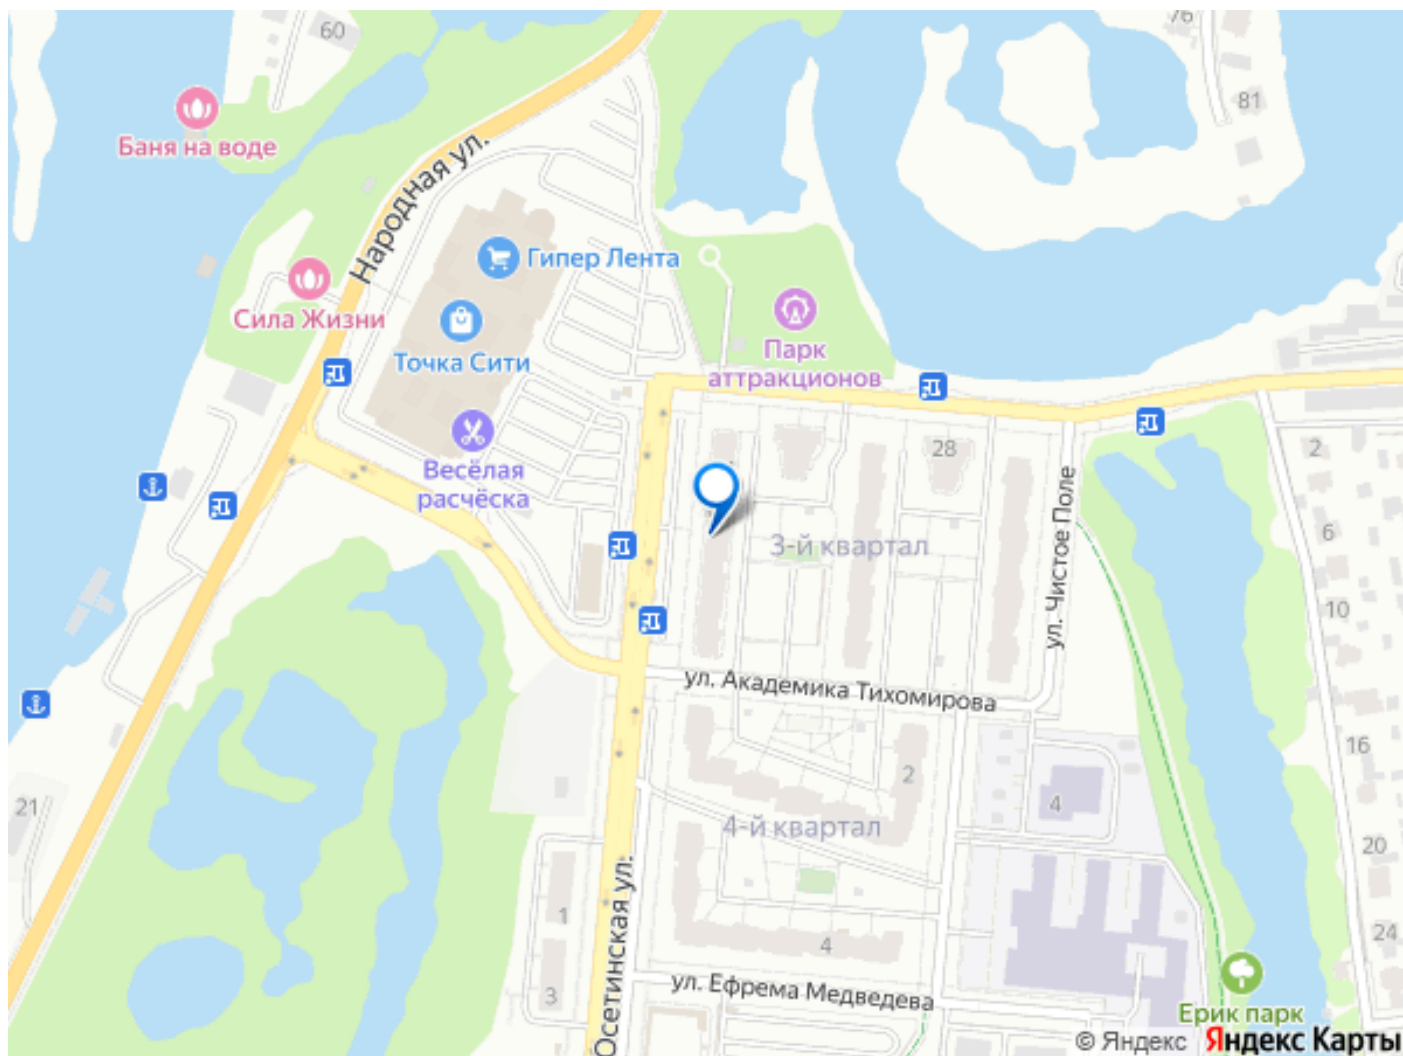 60
76
81
Баня на воде
Народная ул.
Гипер Лента
Сила Жизни
Точка Сити
Парк
аттракционов
Весёлая
расчёска
28
2
3-й квартал
6
ул. Чистое Поле
10
ул. Академика Тихомирова
16
2
4
21
4-й квартал
20
1
Осетинская ул.
4
24
3
ул. Ефрема Медведева
Ерик парк
© Яндекс Яндекс Карты